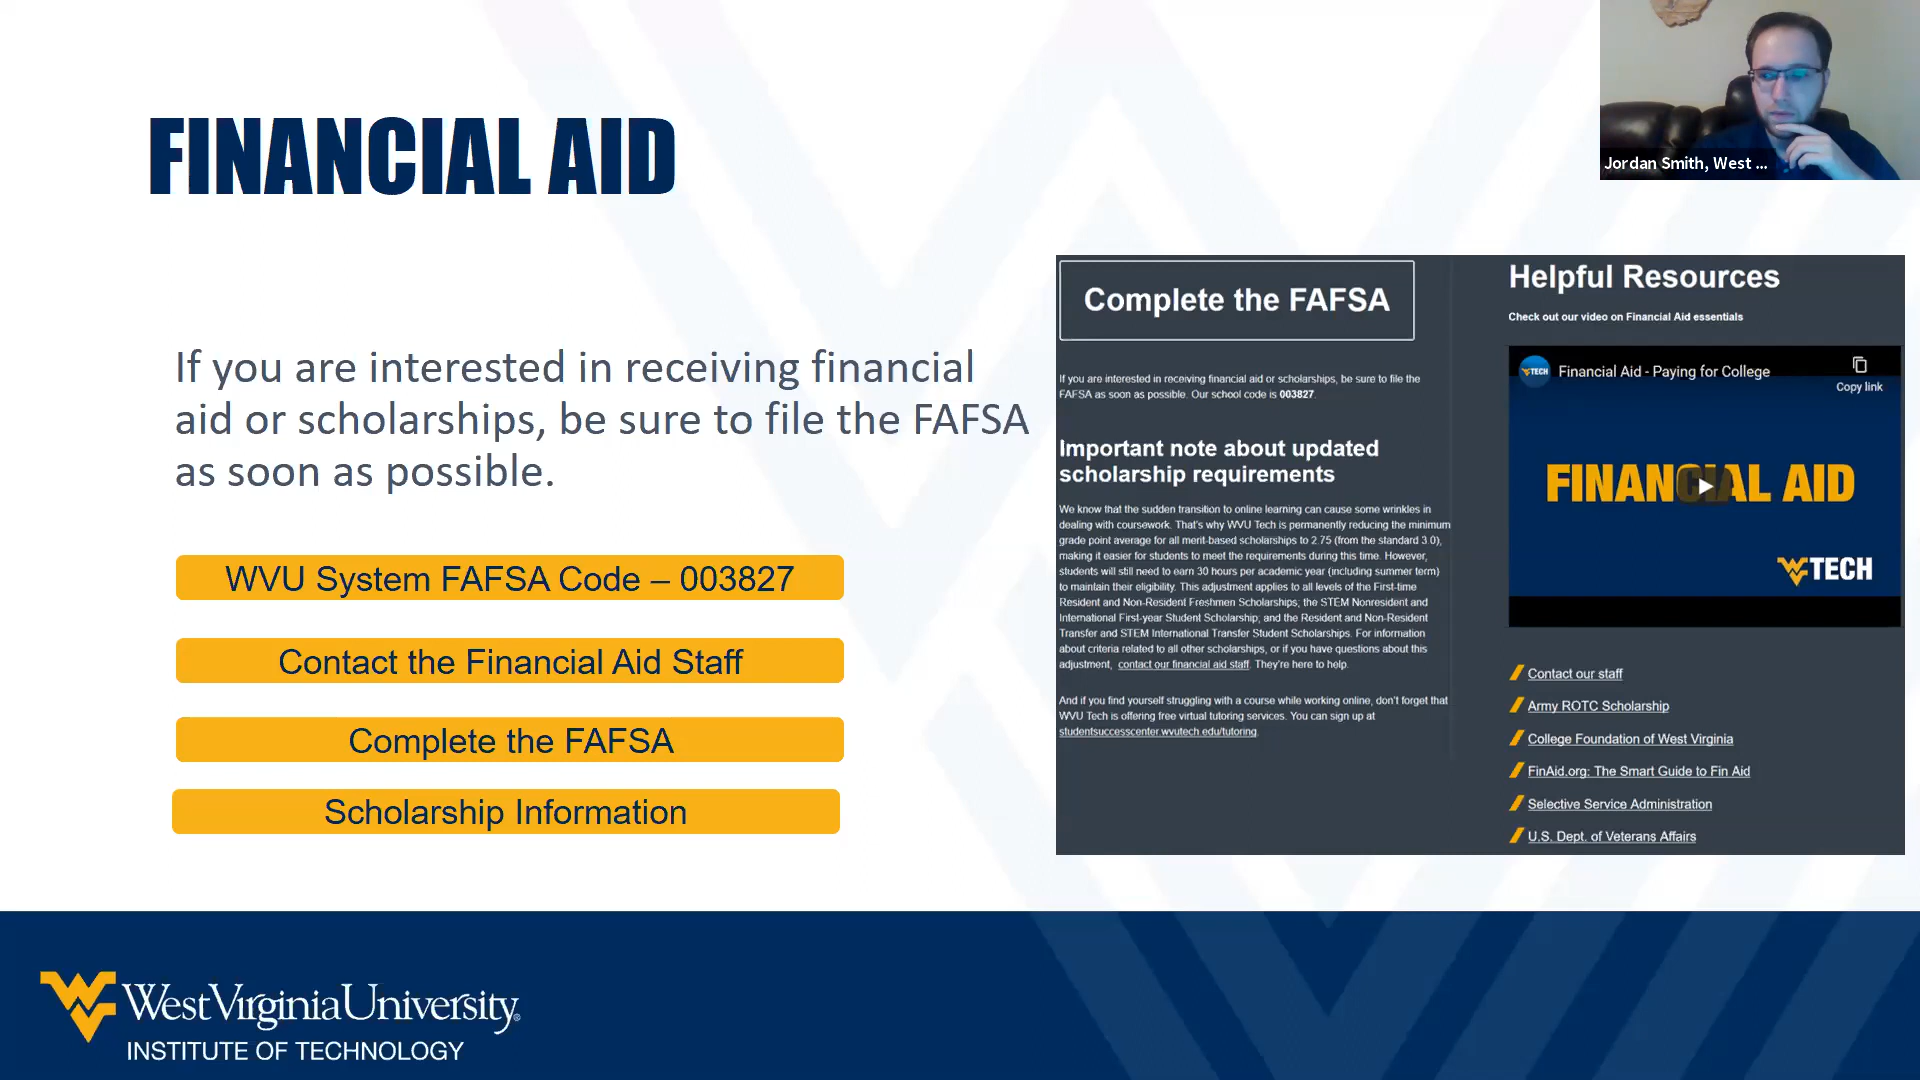 FINANCIAL AID
Jordan Smith, West ...
If you are interested in receiving financial
aid or scholarships, be sure to file the FAFSA
as soon as possible.
WVU System FAFSA Code – 003827
Contact the Financial Aid Staff
Complete the FAFSA
Scholarship Information
Complete the FAFSA
If you are interested in receiving financial aid or scholarships, be sure to file the
FAFSA as soon as possible. Our school code is 003827.
Important note about updated
scholarship requirements
We know that the sudden transition to online learning can cause some wrinkles in
dealing with coursework. That's why WVU Tech is permanently reducing the minimum
grade point average for all merit-based scholarships to 2.75 (from the standard 3.0),
making it easier for students to meet the requirements during this time. However,
students will still need to earn 30 hours per academic year (including summer term)
to maintain their eligibility. This adjustment applies to all levels of the First-time
Resident and Non-Resident Freshmen Scholarships; the STEM Nonresident and
International First-year Student Scholarship; and the Resident and Non-Resident
Transfer and STEM International Transfer Student Scholarships. For information
about criteria related to all other scholarships, or if you have questions about this
adjustment, contact our financial aid staff. They're here to help.
And if you find yourself struggling with a course while working online, don't forget that
WVU Tech is offering free virtual tutoring services. You can sign up at
studentsuccesscenter.wvutech.edu/tutoring.
Helpful Resources
Check out our video on Financial Aid essentials
TECH
Financial Aid - Paying for College
Copy link
FINANCIAL AID
TECH
Contact our staff
Army ROTC Scholarship
College Foundation of West Virginia
FinAid.org: The Smart Guide to Fin Aid
Selective Service Administration
U.S. Dept. of Veterans Affairs
WestVirginiaUniversity®
INSTITUTE OF TECHNOLOGY